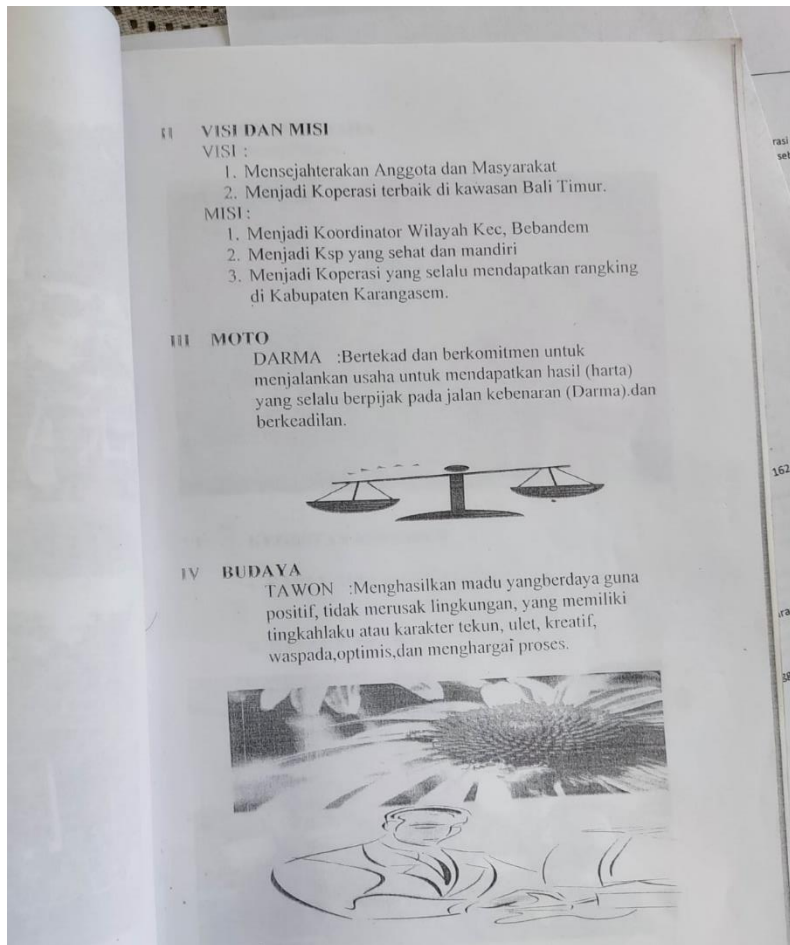 II VISI DAN MISI
VISI :
1. Mensejahterakan Anggota dan Masyarakat
2. Menjadi Koperasi terbaik di kawasan Bali Timur.
MISI :
1. Menjadi Koordinator Wilayah Kec, Bebandem
2. Menjadi Ksp yang sehat dan mandiri
3. Menjadi Koperasi yang selalu mendapatkan rangking
di Kabupaten Karangasem.
III MOTO
DARMA :Bertekad dan berkomitmen untuk
menjalankan usaha untuk mendapatkan hasil (harta)
yang selalu berpijak pada jalan kebenaran (Darma).dan
berkeadilan.
IV BUDAYA
TAWON :Menghasilkan madu yangberdaya guna
positif, tidak merusak lingkungan, yang memiliki
tingkahlaku atau karakter tekun, ulet, kreatif,
waspada,optimis,dan menghargai proses.
rasi
set
162